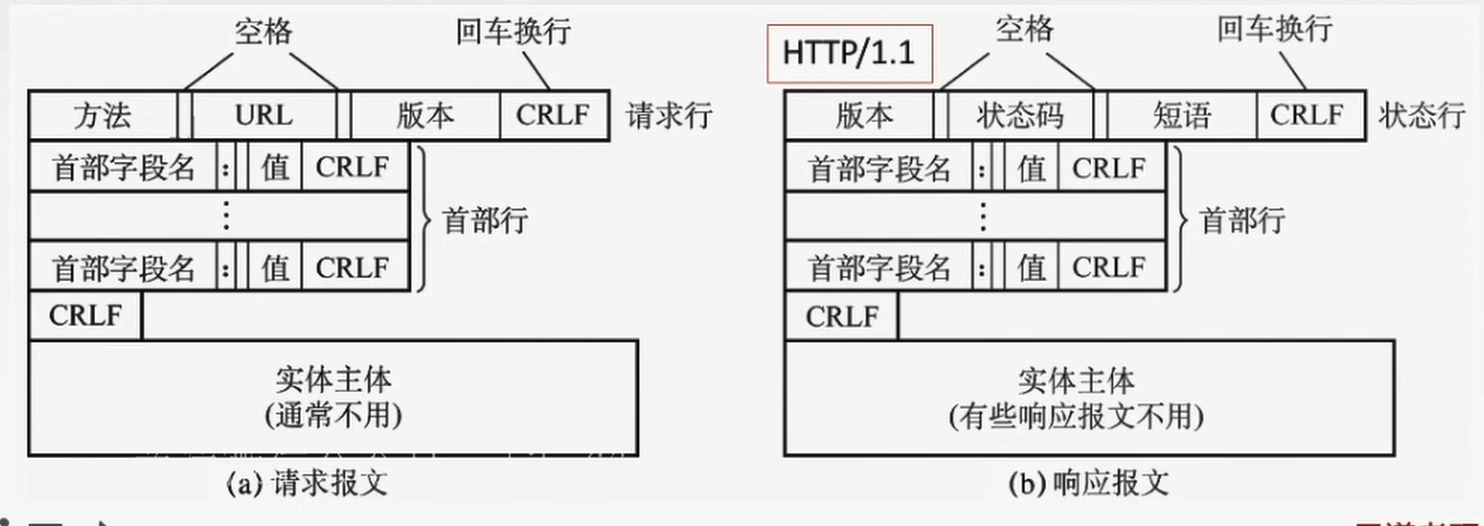 空格 回车换行
方法 URL 版本 CRLF 请求行
首部字段名 : 值 CRLF
⋮
首部行
首部字段名 : 值 CRLF
CRLF
实体主体
(通常不用)
(a) 请求报文
HTTP/1.1
空格 回车换行
版本 状态码 短语 CRLF 状态行
首部字段名 : 值 CRLF
⋮
首部行
首部字段名 : 值 CRLF
CRLF
实体主体
(有些响应报文不用)
(b) 响应报文